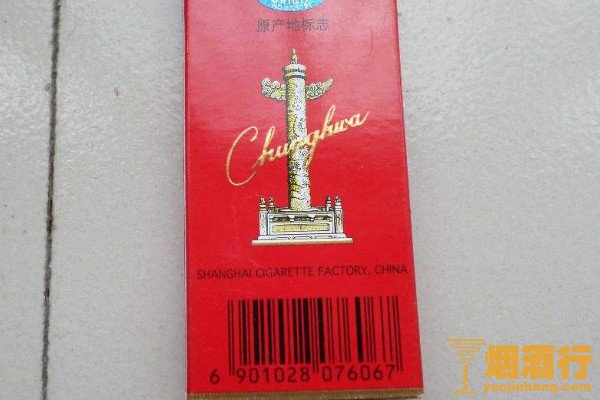 原产地标志
Chunghwa
SHANGHAI CIGARETTE FACTORY, CHINA
6 901028 076067
烟酒行
yanjiuhang.com